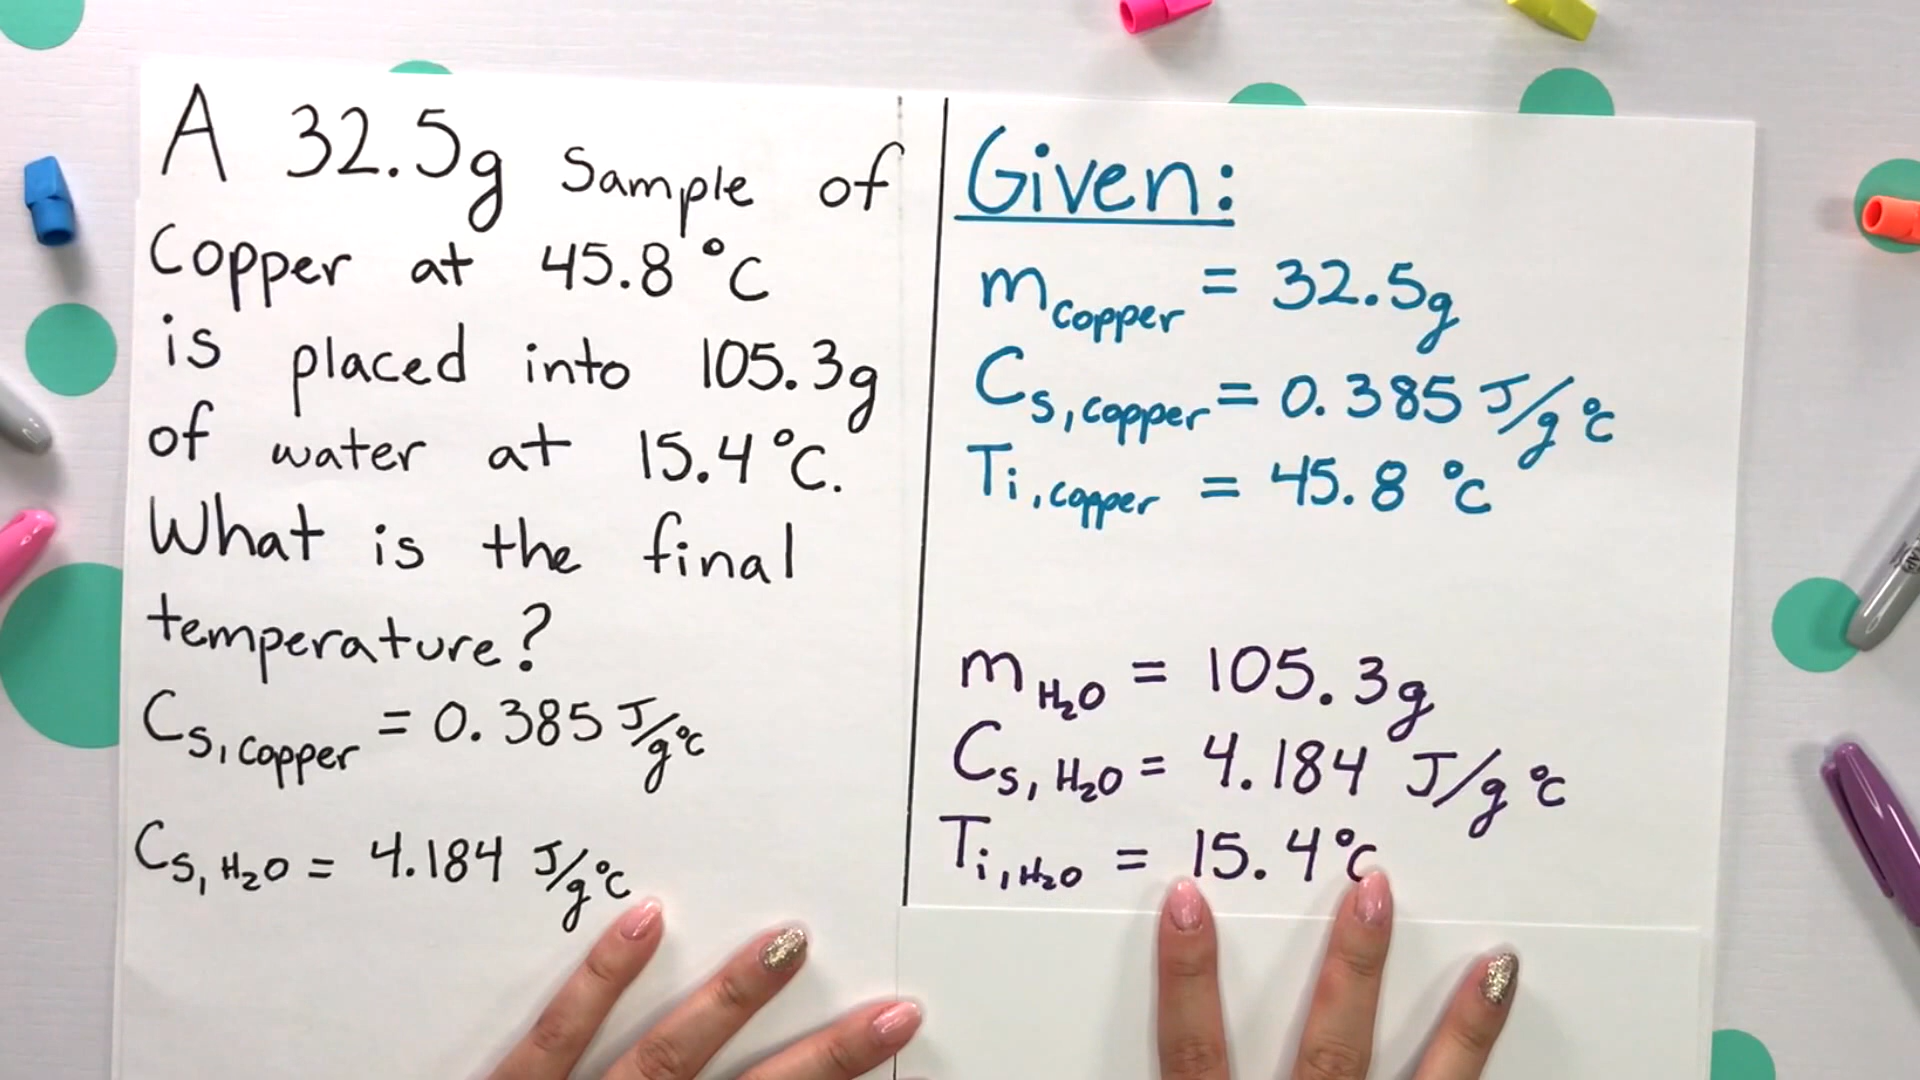 A 32.5g Sample of
Copper at 45.8 °C
is placed into 105.3g
of water at 15.4°C.
What is the final
temperature?
Cs, Copper = 0.385 J/g°C
Cs, H₂O = 4.184 J/g°C
Given:
mcopper = 32.5g
Cs, copper = 0.385 J/g°C
Ti, copper = 45.8 °C
mH₂O = 105.3g
Cs, H₂O = 4.184 J/g°C
Ti, H₂O = 15.4°C